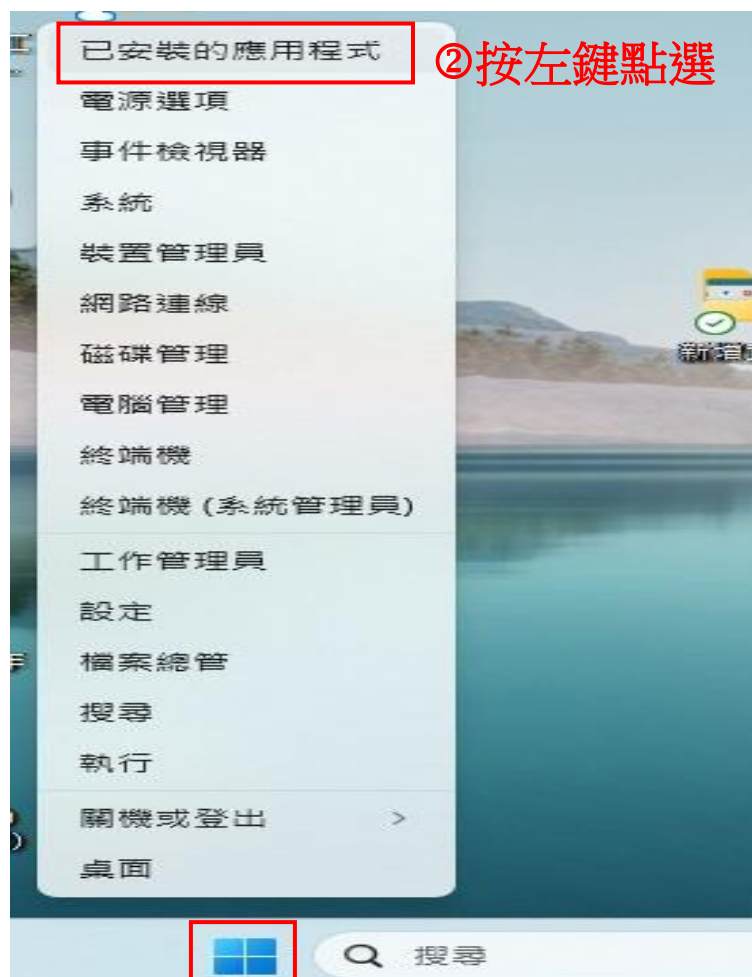 已安裝的應用程式
②按左鍵點選
電源選項
事件檢視器
系統
裝置管理員
網路連線
磁碟管理
電腦管理
終端機
終端機 (系統管理員)
工作管理員
設定
檔案總管
搜尋
執行
關機或登出 >
桌面
新增
搜尋